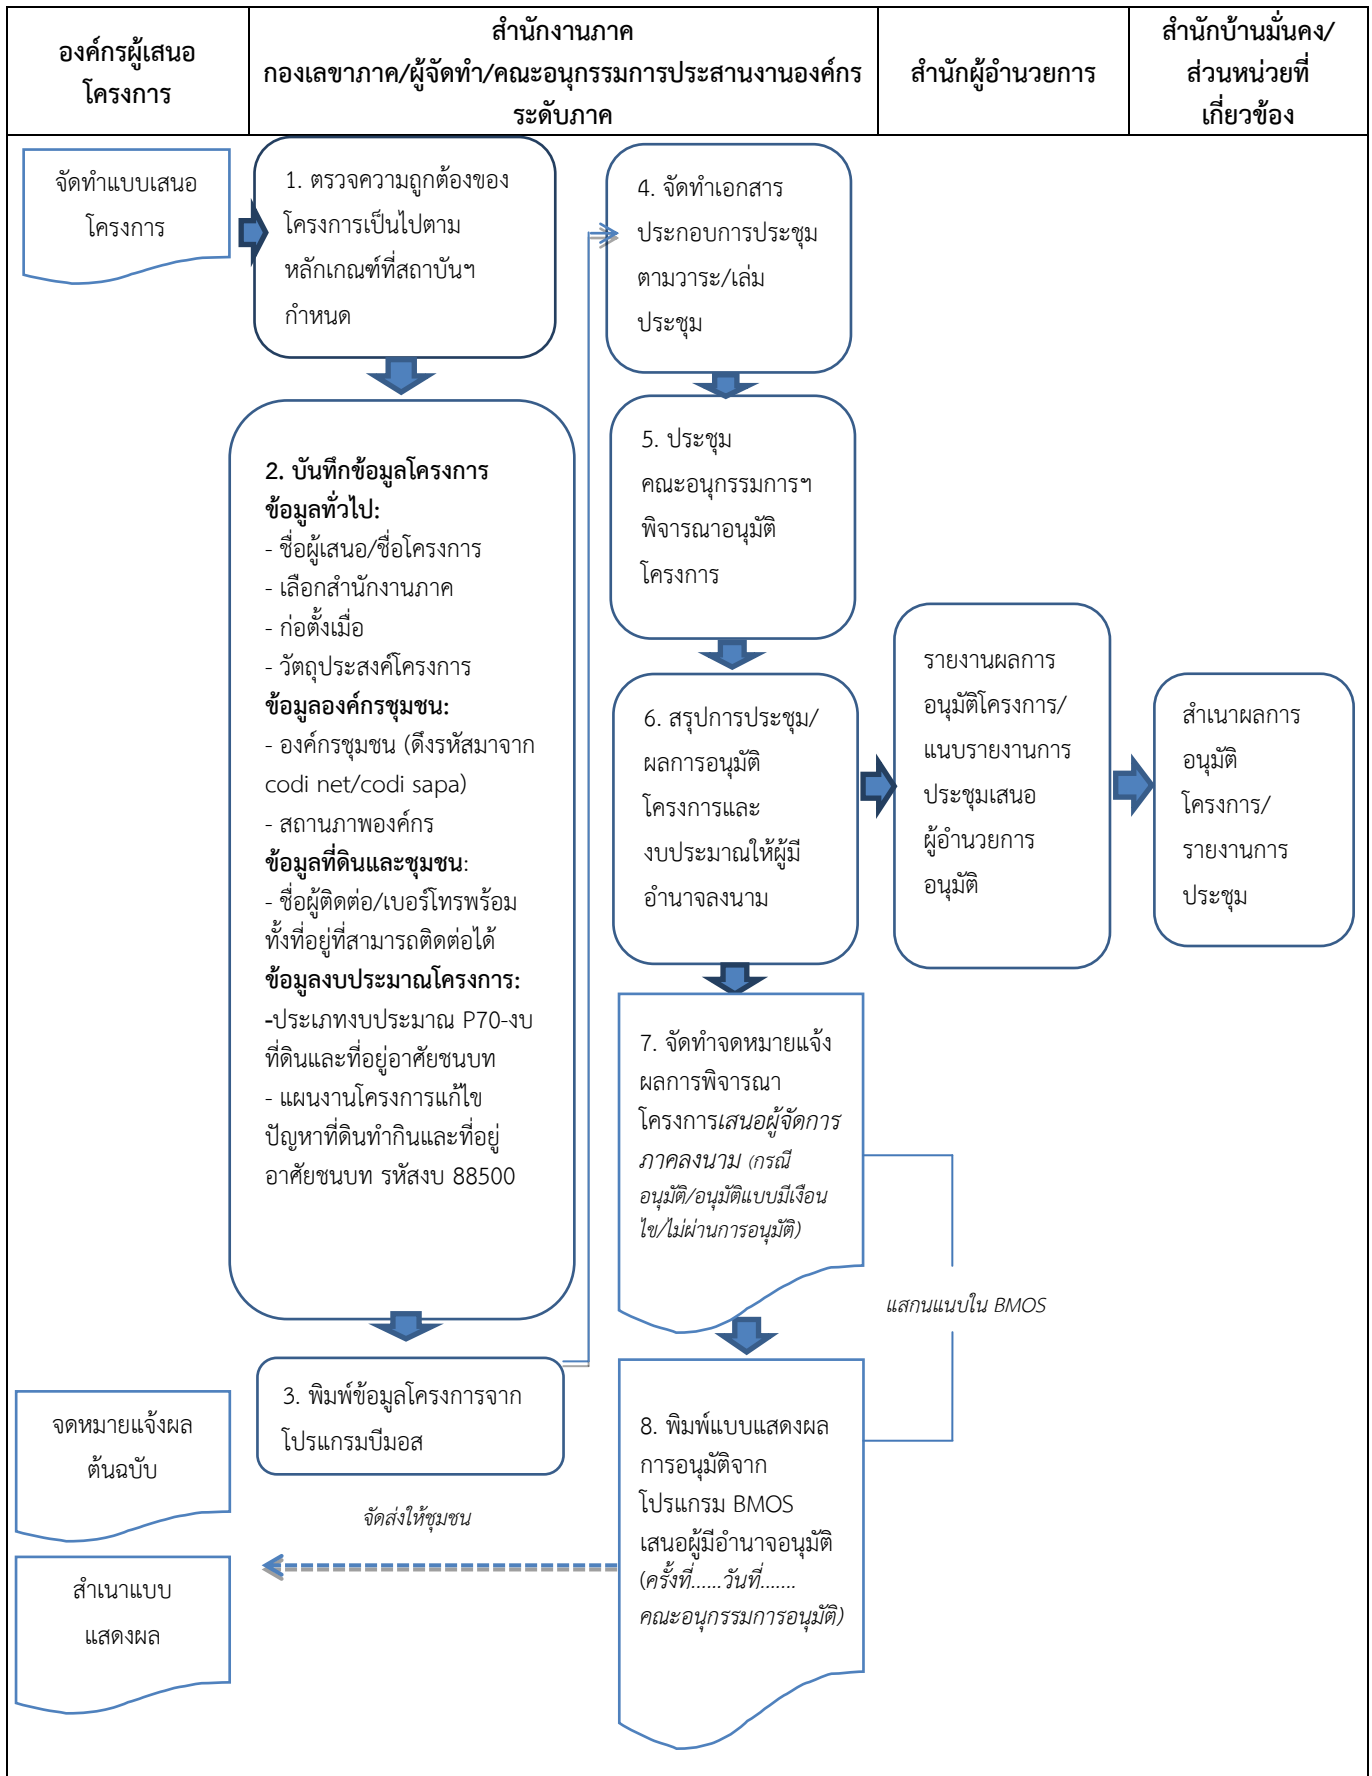 องค์กรผู้เสนอ
โครงการ
สำนักงานภาค
กองเลขาภาค/ผู้จัดทำ/คณะอนุกรรมการประสานงานองค์กร
ระดับภาค
สำนักผู้อำนวยการ
สำนักบ้านมั่นคง/
ส่วนหน่วยที่
เกี่ยวข้อง
จัดทำแบบเสนอ
โครงการ
1. ตรวจความถูกต้องของ
โครงการเป็นไปตาม
หลักเกณฑ์ที่สถาบันฯ
กำหนด
2. บันทึกข้อมูลโครงการ
ข้อมูลทั่วไป:
- ชื่อผู้เสนอ/ชื่อโครงการ
- เลือกสำนักงานภาค
- ก่อตั้งเมื่อ
- วัตถุประสงค์โครงการ
ข้อมูลองค์กรชุมชน:
- องค์กรชุมชน (ดึงรหัสมาจาก
codi net/codi sapa)
- สถานภาพองค์กร
ข้อมูลที่ดินและชุมชน:
- ชื่อผู้ติดต่อ/เบอร์โทรพร้อม
ทั้งที่อยู่ที่สามารถติดต่อได้
ข้อมูลงบประมาณโครงการ:
-ประเภทงบประมาณ P70-งบ
ที่ดินและที่อยู่อาศัยชนบท
- แผนงานโครงการแก้ไข
ปัญหาที่ดินทำกินและที่อยู่
อาศัยชนบท รหัสงบ 88500
3. พิมพ์ข้อมูลโครงการจาก
โปรแกรมบีมอส
4. จัดทำเอกสาร
ประกอบการประชุม
ตามวาระ/เล่ม
ประชุม
5. ประชุม
คณะอนุกรรมการฯ
พิจารณาอนุมัติ
โครงการ
6. สรุปการประชุม/
ผลการอนุมัติ
โครงการและ
งบประมาณให้ผู้มี
อำนาจลงนาม
รายงานผลการ
อนุมัติโครงการ/
แนบรายงานการ
ประชุมเสนอ
ผู้อำนวยการ
อนุมัติ
สำเนาผลการ
อนุมัติ
โครงการ/
รายงานการ
ประชุม
7. จัดทำจดหมายแจ้ง
ผลการพิจารณา
โครงการเสนอผู้จัดการ
ภาคลงนาม (กรณี
อนุมัติ/อนุมัติแบบมีเงือน
ไข/ไม่ผ่านการอนุมัติ)
แสกนแนบใน BMOS
8. พิมพ์แบบแสดงผล
การอนุมัติจาก
โปรแกรม BMOS
เสนอผู้มีอำนาจอนุมัติ
(ครั้งที่......วันที่.......
คณะอนุกรรมการอนุมัติ)
จัดส่งให้ชุมชน
จดหมายแจ้งผล
ต้นฉบับ
สำเนาแบบ
แสดงผล